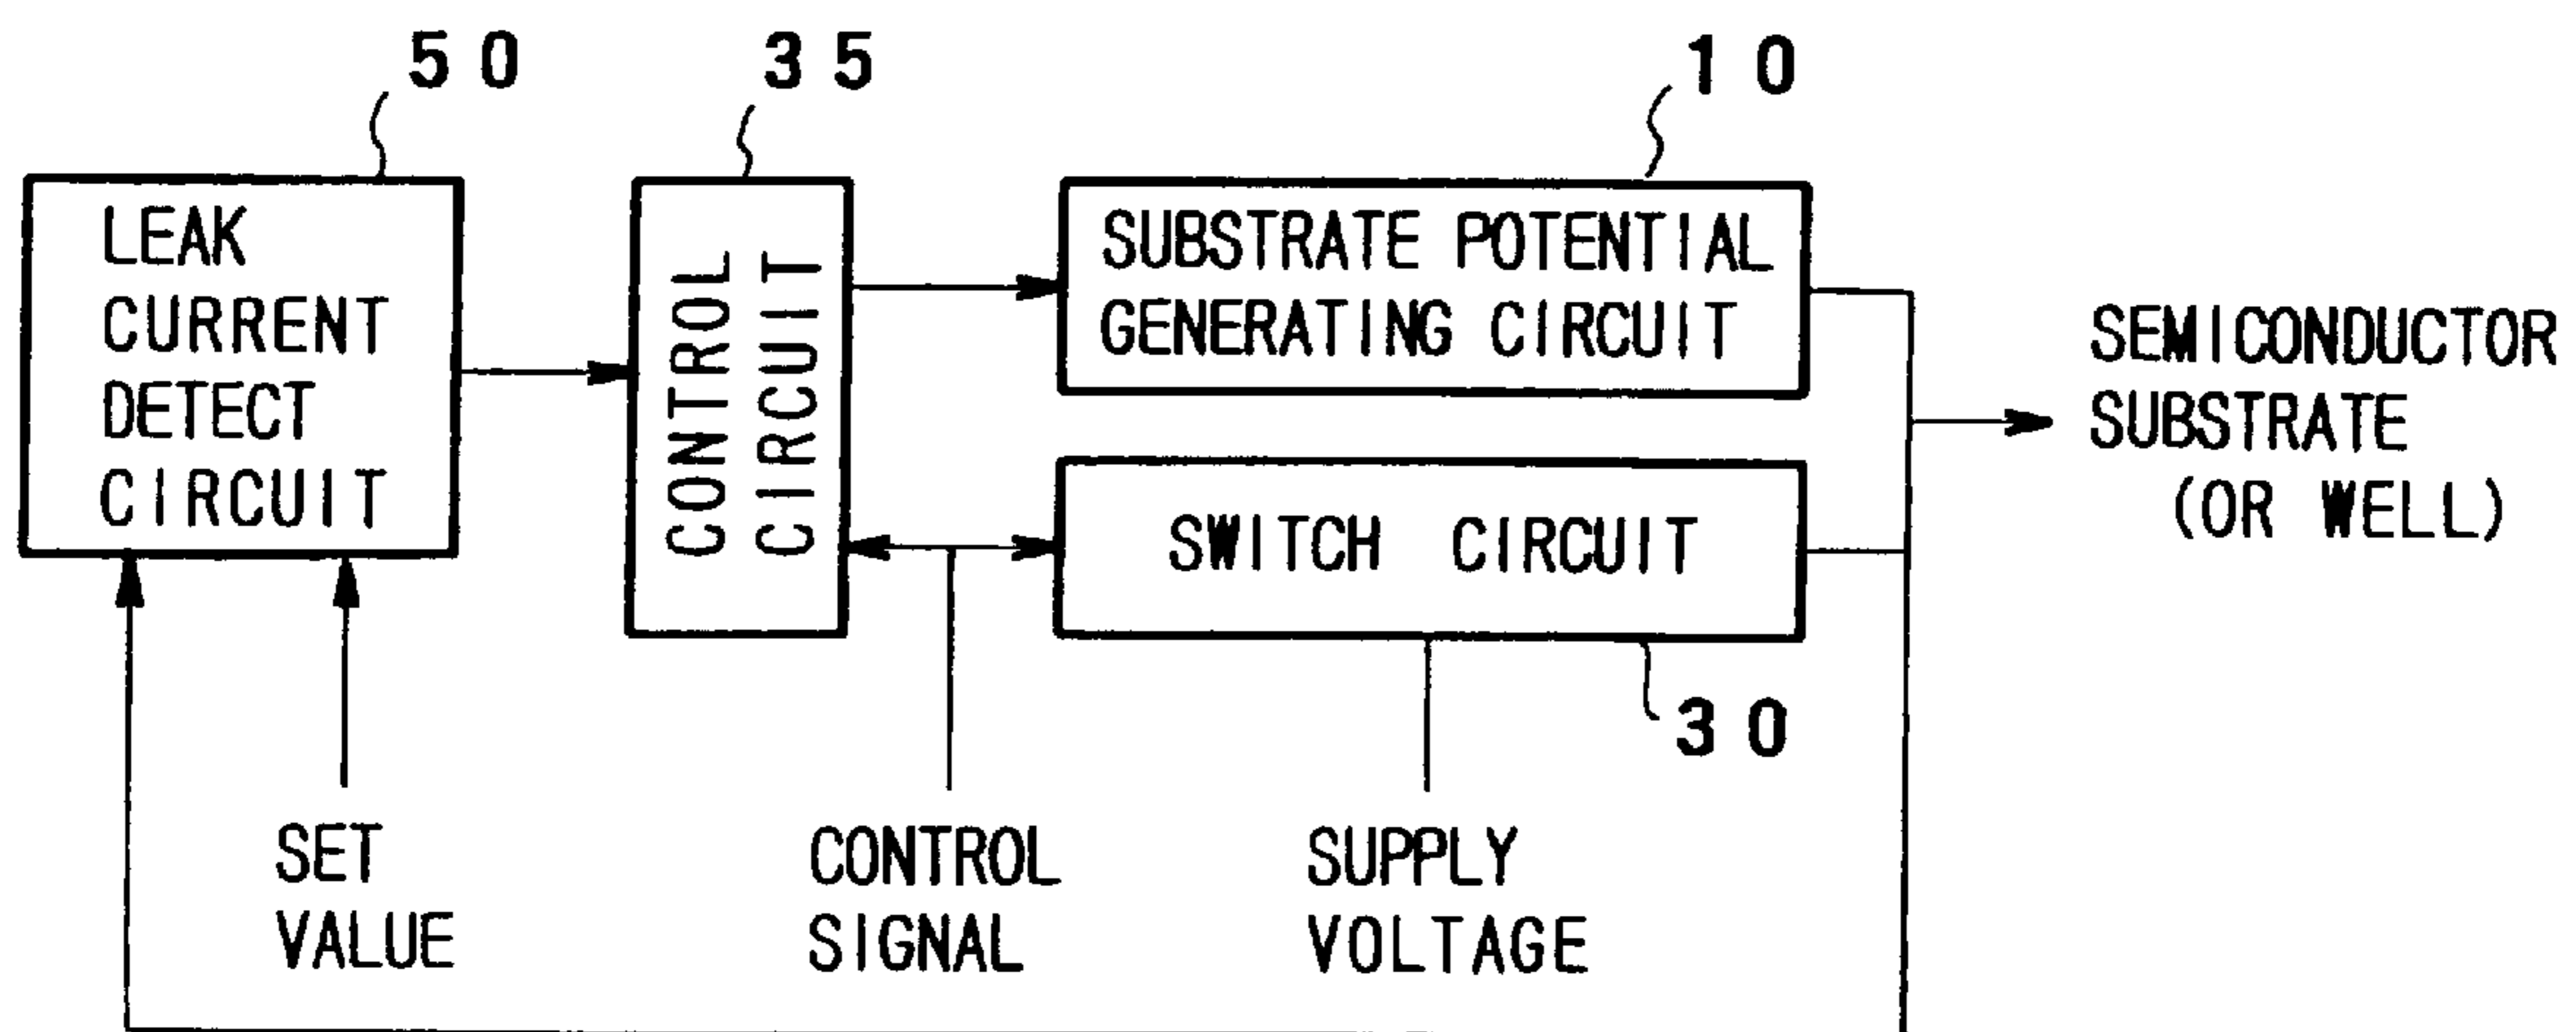 50
35
10
LEAK
CURRENT
DETECT
CIRCUIT
CONTROL
CIRCUIT
SUBSTRATE POTENTIAL
GENERATING CIRCUIT
SWITCH CIRCUIT
30
SEMICONDUCTOR
SUBSTRATE
(OR WELL)
SET
VALUE
CONTROL
SIGNAL
SUPPLY
VOLTAGE